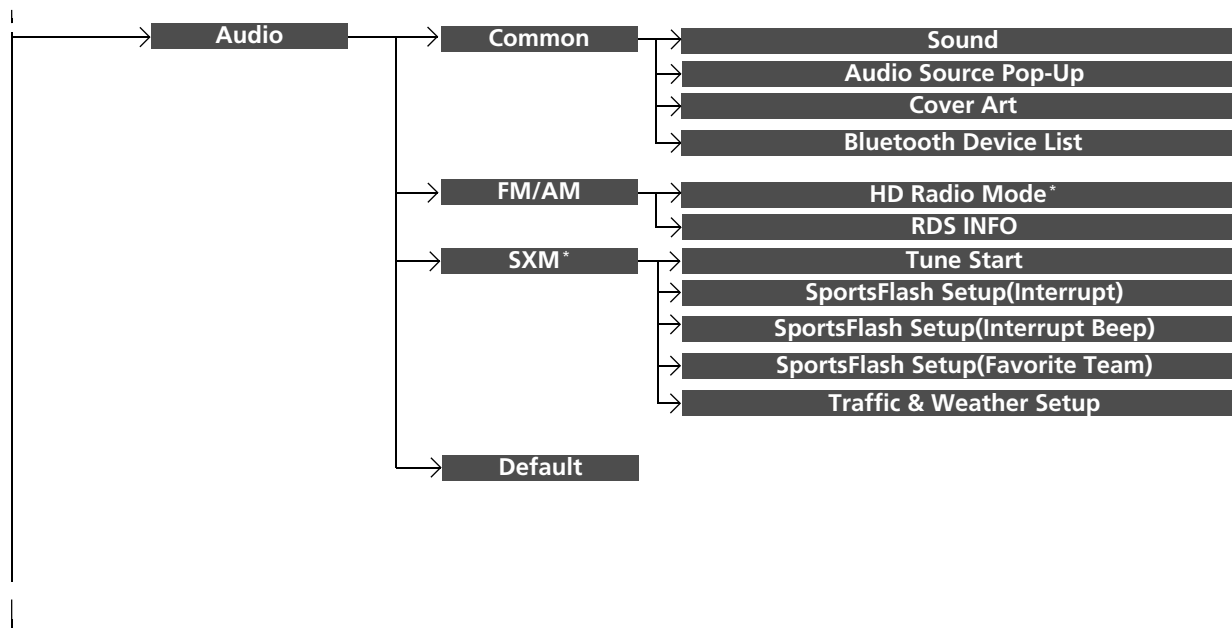 Audio
Common
Sound
Audio Source Pop-Up
Cover Art
Bluetooth Device List
FM/AM
HD Radio Mode*
RDS INFO
SXM*
Tune Start
SportsFlash Setup(Interrupt)
SportsFlash Setup(Interrupt Beep)
SportsFlash Setup(Favorite Team)
Traffic & Weather Setup
Default